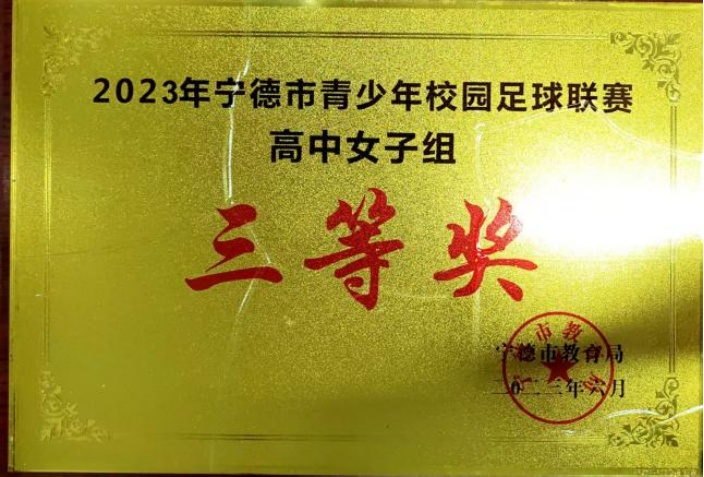 2023年宁德市青少年校园足球联赛
高中女子组
三等奖
宁德市教育局
二〇二三年六月